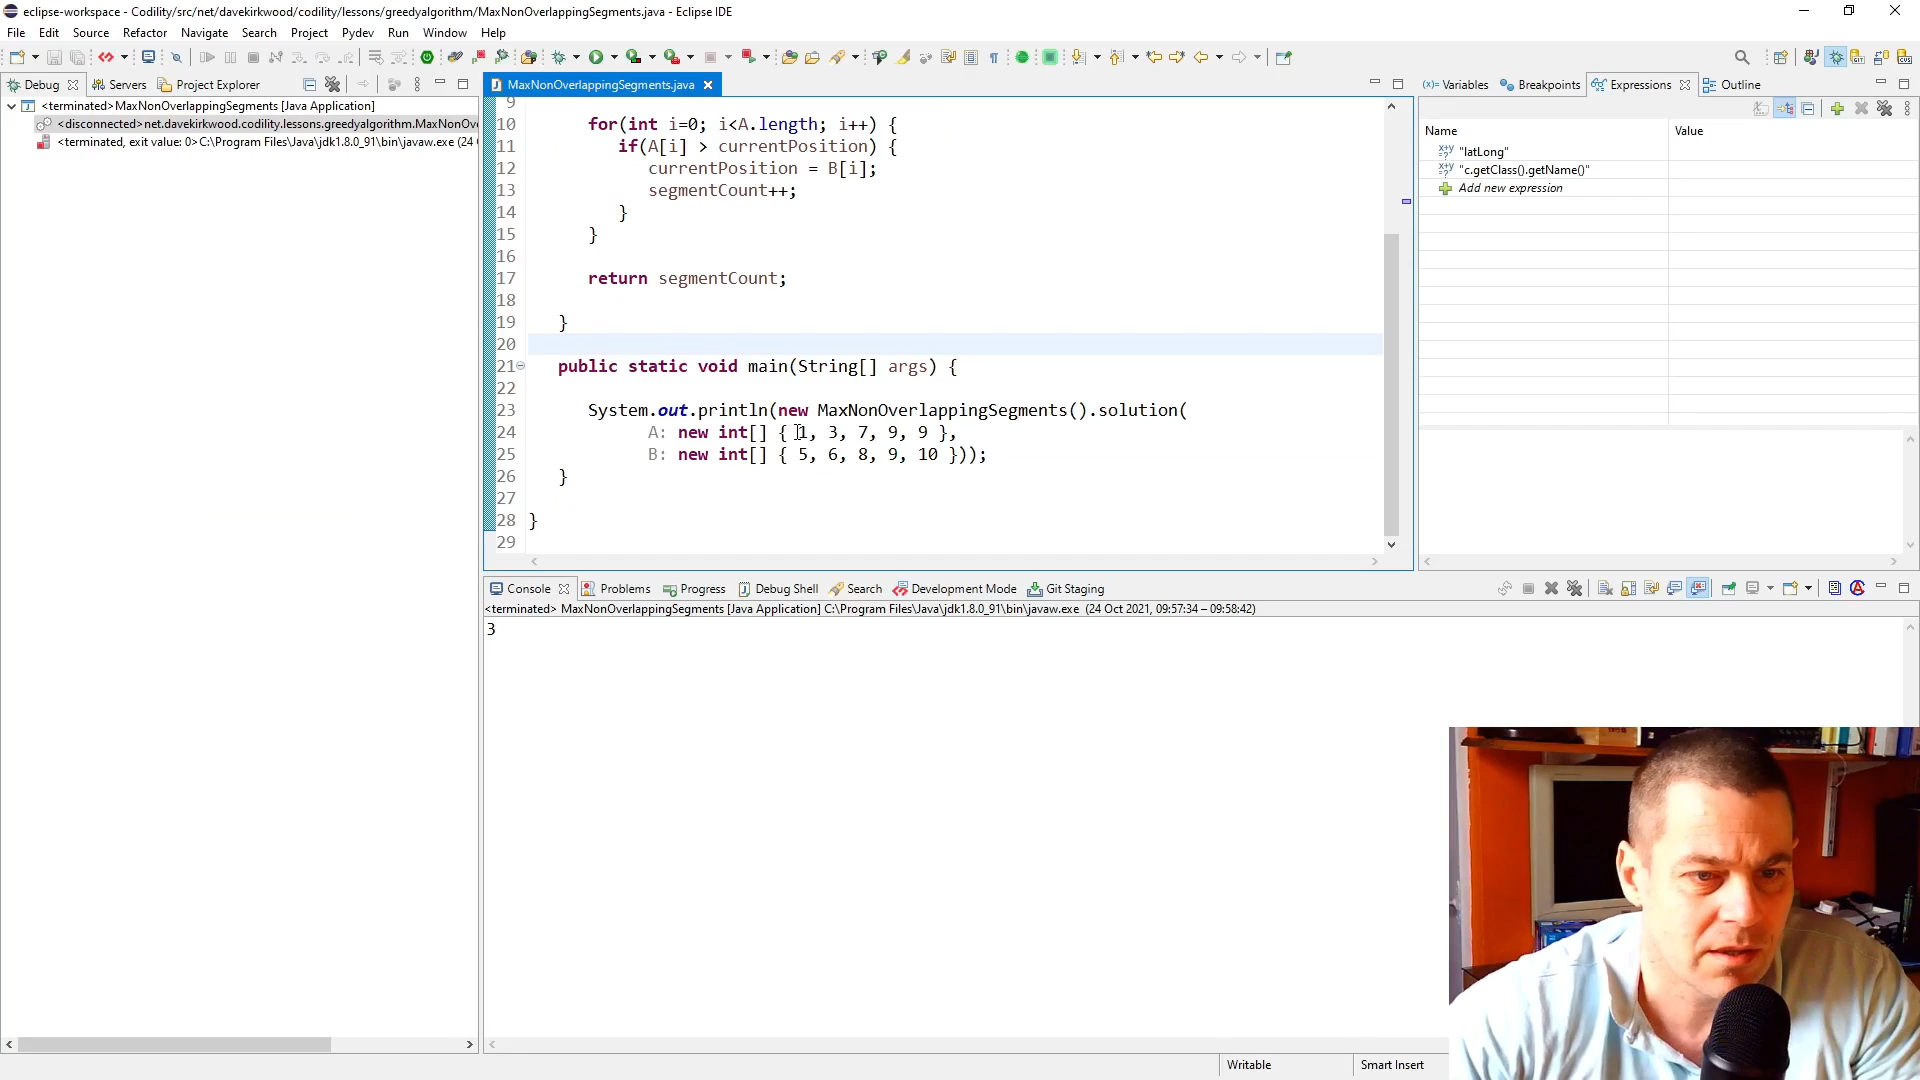 eclipse-workspace - Codility/src/net/davekirkwood/codility/lessons/greedyalgorithm/MaxNonOverlappingSegments.java - Eclipse IDE
File Edit Source Refactor Navigate Search Project Pydev Run Window Help
Debug Servers Project Explorer
<terminated>MaxNonOverlappingSegments [Java Application]
<disconnected>net.davekirkwood.codility.lessons.greedyalgorithm.MaxNonOv
<terminated, exit value: 0>C:\Program Files\Java\jdk1.8.0_91\bin\javaw.exe (24 O
MaxNonOverlappingSegments.java
9
10 for(int i=0; i<A.length; i++) {
11 if(A[i] > currentPosition) {
12 currentPosition = B[i];
13 segmentCount++;
14 }
15 }
16
17 return segmentCount;
18
19 }
20
21 public static void main(String[] args) {
22
23 System.out.println(new MaxNonOverlappingSegments().solution(
24 A: new int[] { 1, 3, 7, 9, 9 },
25 B: new int[] { 5, 6, 8, 9, 10 }));
26 }
27
28 }
29
Variables Breakpoints Expressions Outline
Name Value
"latLong"
"c.getClass().getName()"
Add new expression
Console Problems Progress Debug Shell Search Development Mode Git Staging
<terminated> MaxNonOverlappingSegments [Java Application] C:\Program Files\Java\jdk1.8.0_91\bin\javaw.exe (24 Oct 2021, 09:57:34 – 09:58:42)
3
Writable Smart Insert